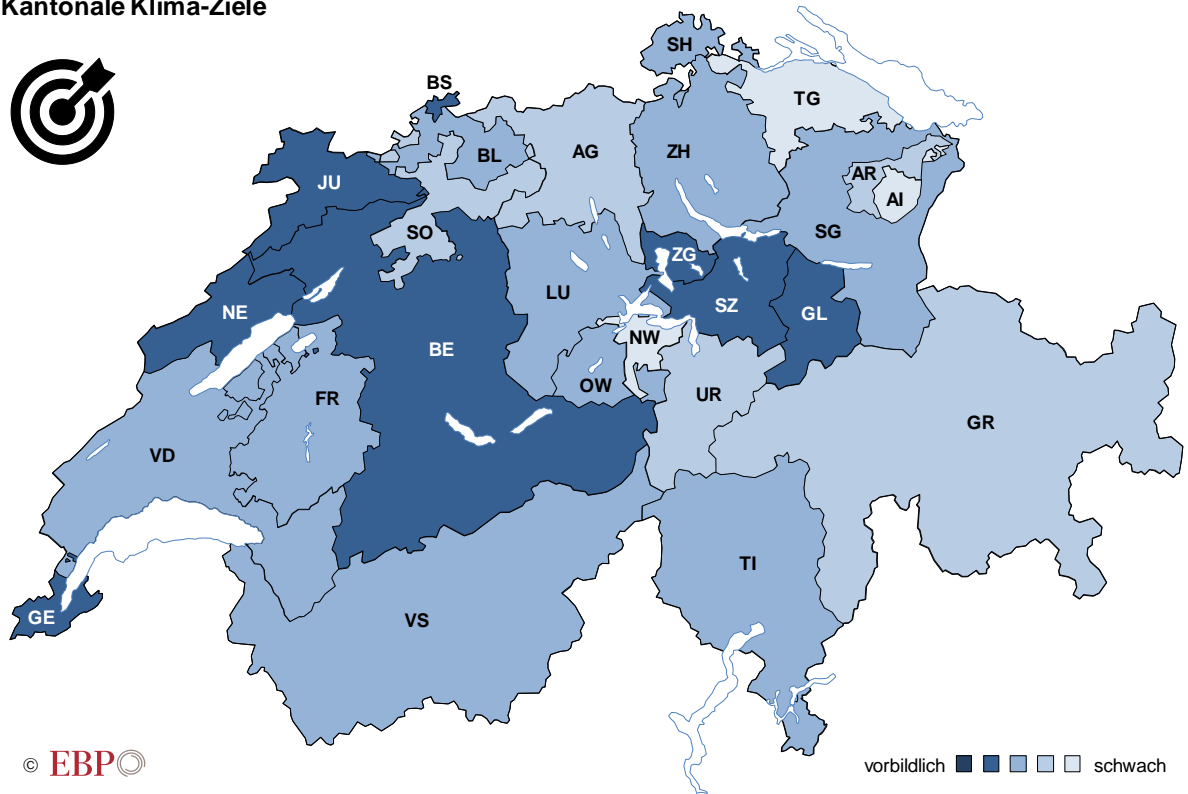 Kantonale Klima-Ziele
SH
BS
TG
BL
AG
ZH
JU
AR
AI
SO
SG
ZG
LU
SZ
GL
NE
NW
BE
OW
UR
FR
GR
VD
TI
GE
VS
© EBP
vorbildlich schwach